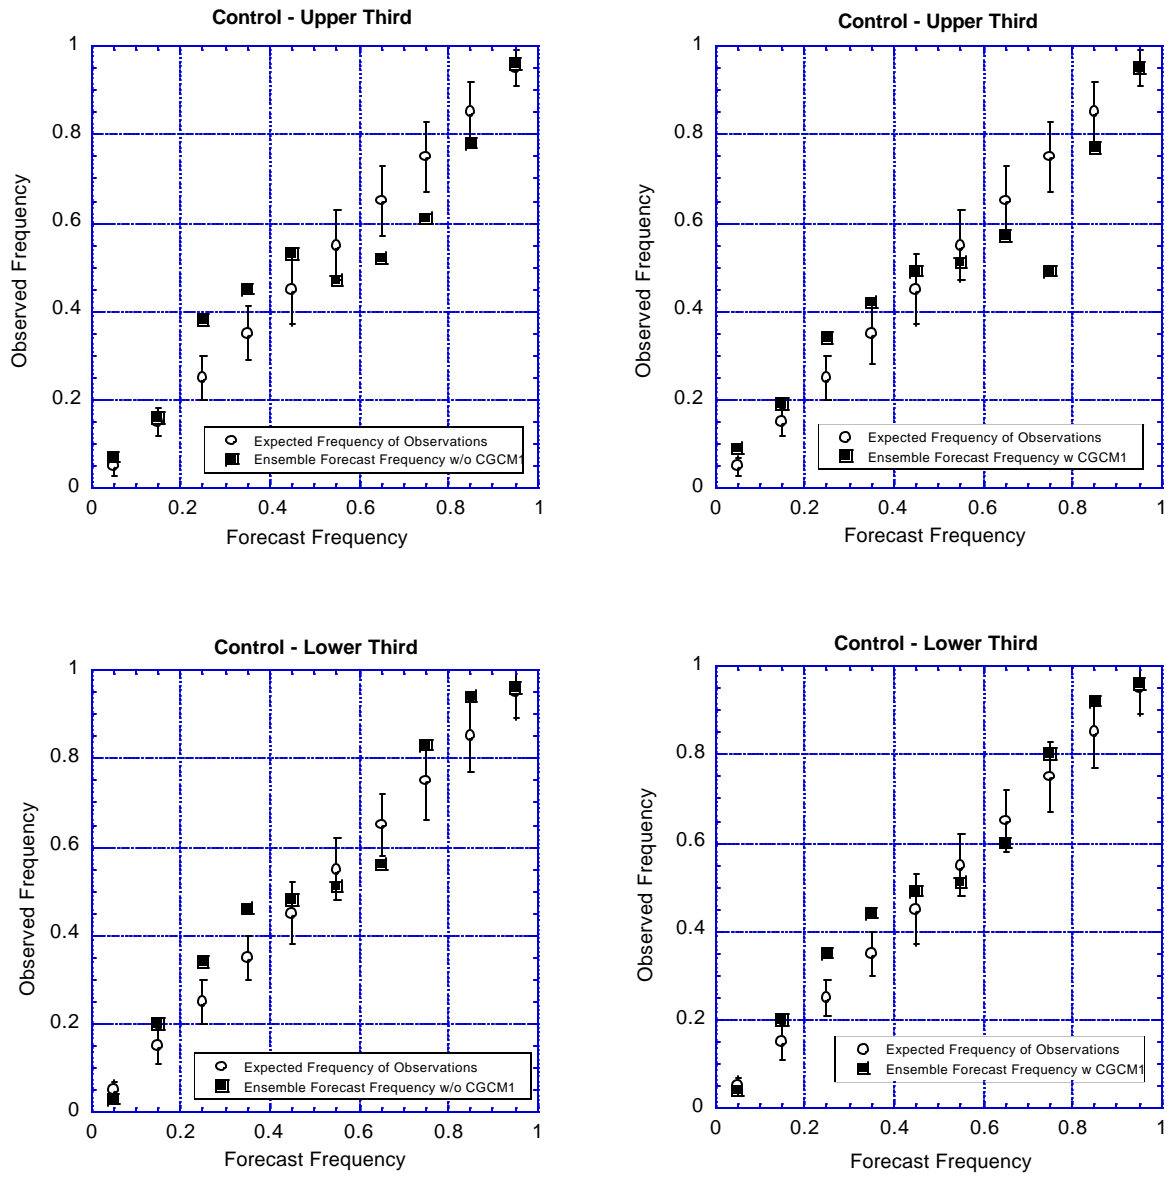 Control - Upper Third
1
0.8
0.6
0.4
0.2
0
Observed Frequency
Expected Frequency of Observations
Ensemble Forecast Frequency w/o CGCM1
0
0.2
0.4
0.6
0.8
1
Forecast Frequency
Control - Upper Third
1
0.8
0.6
0.4
0.2
0
Observed Frequency
Expected Frequency of Observations
Ensemble Forecast Frequency w CGCM1
0
0.2
0.4
0.6
0.8
1
Forecast Frequency
Control - Lower Third
1
0.8
0.6
0.4
0.2
0
Observed Frequency
Expected Frequency of Observations
Ensemble Forecast Frequency w/o CGCM1
0
0.2
0.4
0.6
0.8
1
Forecast Frequency
Control - Lower Third
1
0.8
0.6
0.4
0.2
0
Observed Frequency
Expected Frequency of Observations
Ensemble Forecast Frequency w CGCM1
0
0.2
0.4
0.6
0.8
1
Forecast Frequency